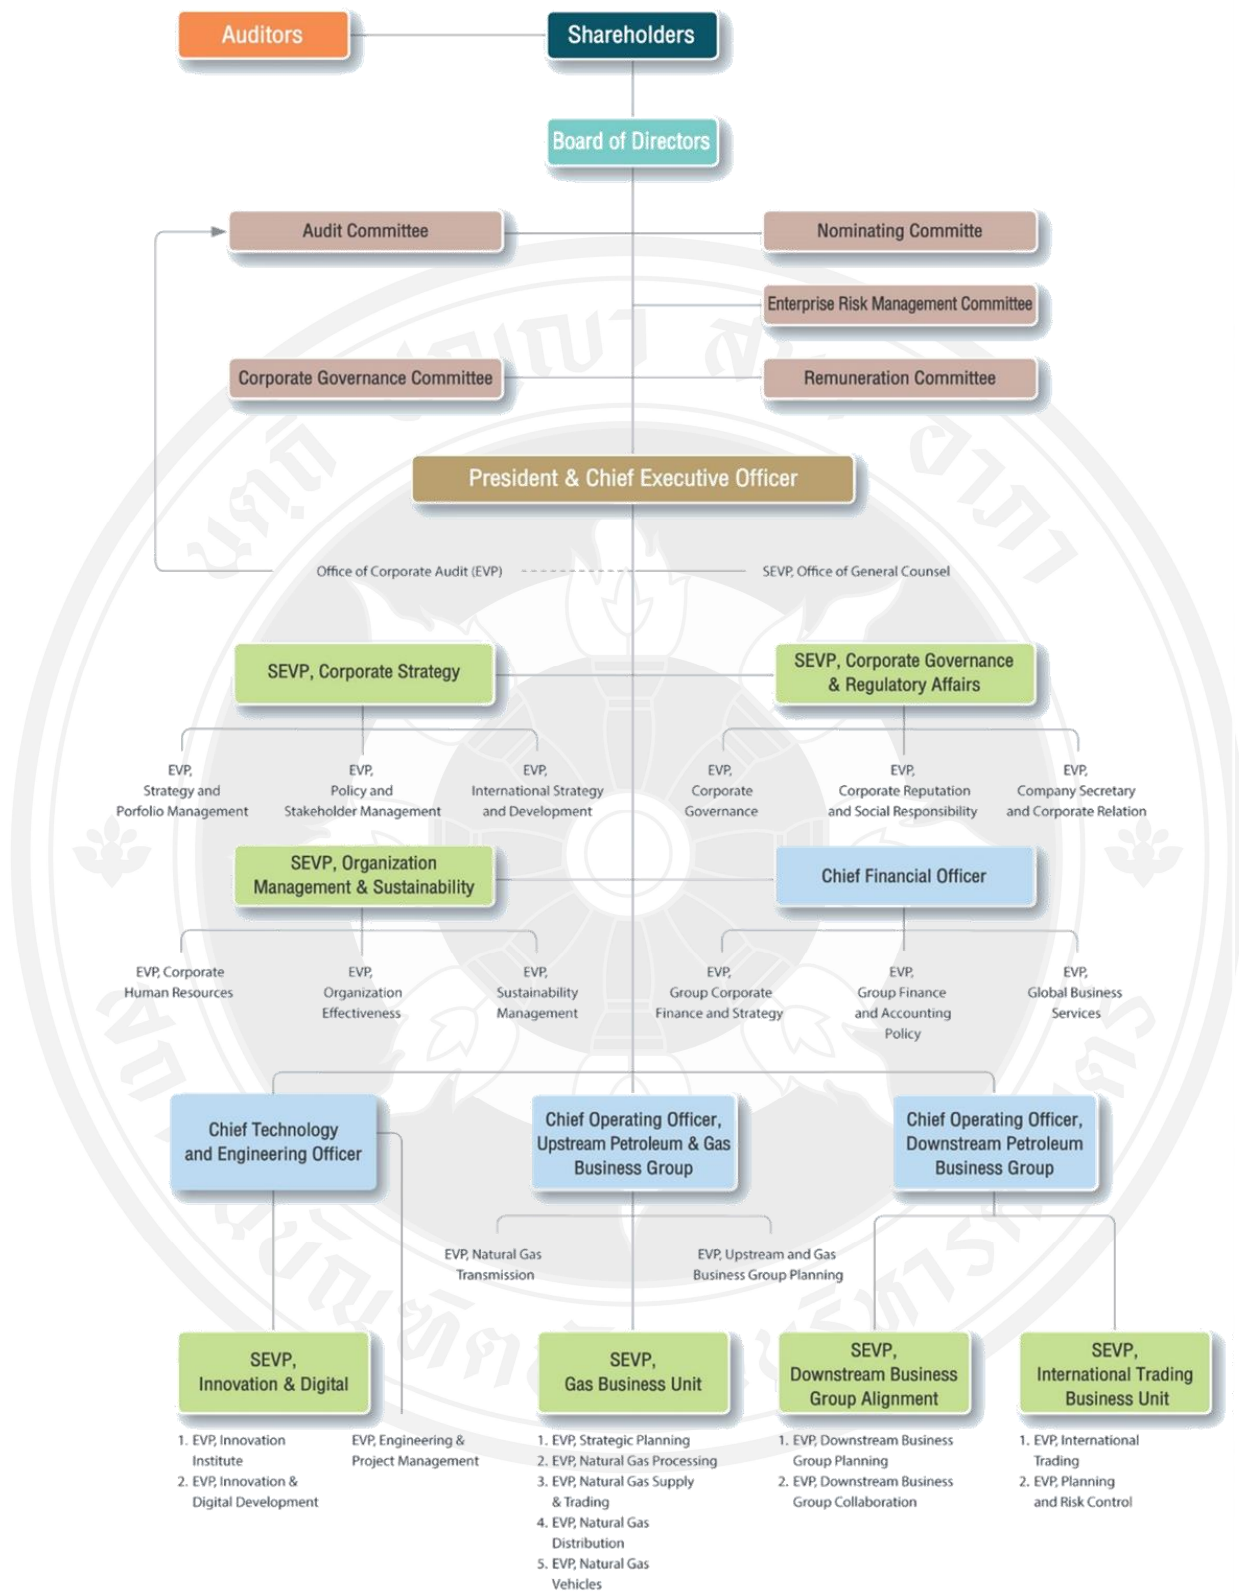 Auditors
Shareholders
Board of Directors
Audit Committee
Nominating Committe
Enterprise Risk Management Committee
Corporate Governance Committee
Remuneration Committee
President & Chief Executive Officer
Office of Corporate Audit (EVP)
SEVP, Office of General Counsel
SEVP, Corporate Strategy
SEVP, Corporate Governance
& Regulatory Affairs
EVP,
Strategy and
Porfolio Management
EVP,
Policy and
Stakeholder Management
EVP,
International Strategy
and Development
EVP,
Corporate
Governance
EVP,
Corporate Reputation
and Social Responsibility
EVP,
Company Secretary
and Corporate Relation
SEVP, Organization
Management & Sustainability
Chief Financial Officer
EVP, Corporate
Human Resources
EVP,
Organization
Effectiveness
EVP,
Sustainability
Management
EVP,
Group Corporate
Finance and Strategy
EVP,
Group Finance
and Accounting
Policy
EVP,
Global Business
Services
Chief Technology
and Engineering Officer
Chief Operating Officer,
Upstream Petroleum & Gas
Business Group
Chief Operating Officer,
Downstream Petroleum
Business Group
EVP, Natural Gas
Transmission
EVP, Upstream and Gas
Business Group Planning
SEVP,
Innovation & Digital
SEVP,
Gas Business Unit
SEVP,
Downstream Business
Group Alignment
SEVP,
International Trading
Business Unit
1. EVP, Innovation
Institute
2. EVP, Innovation &
Digital Development
EVP, Engineering &
Project Management
1. EVP, Strategic Planning
2. EVP, Natural Gas Processing
3. EVP, Natural Gas Supply
& Trading
4. EVP, Natural Gas
Distribution
5. EVP, Natural Gas
Vehicles
1. EVP, Downstream Business
Group Planning
2. EVP, Downstream Business
Group Collaboration
1. EVP, International
Trading
2. EVP, Planning
and Risk Control